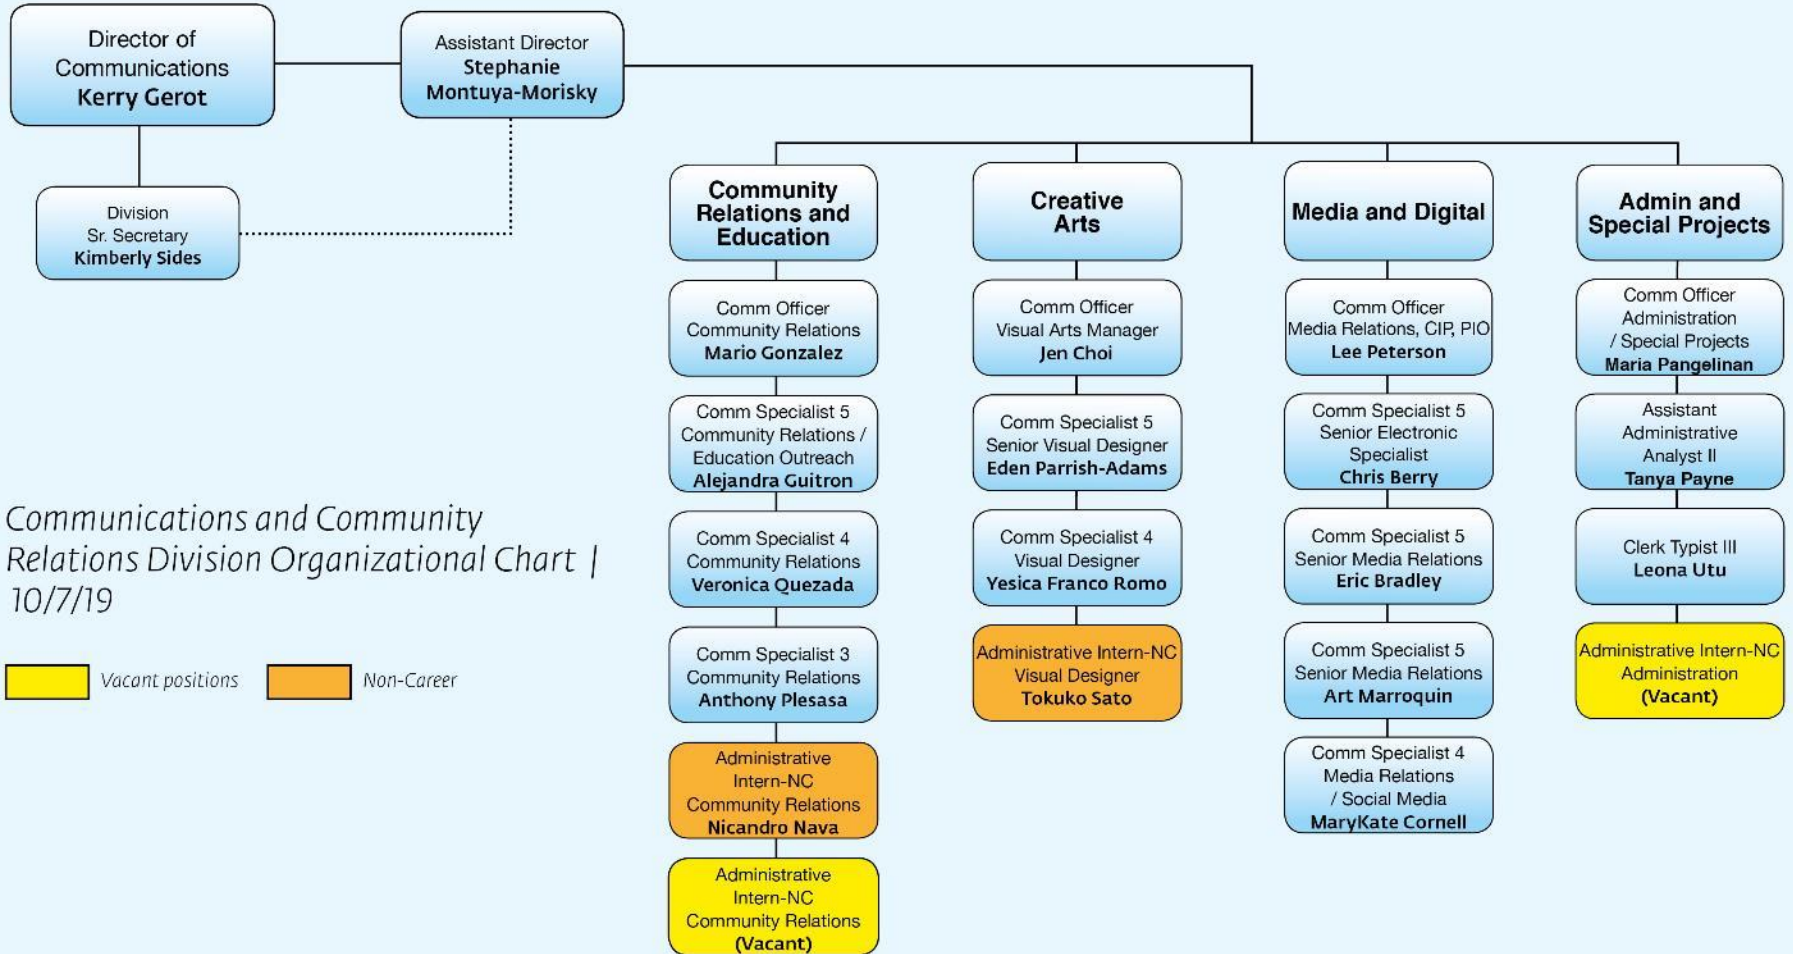 Director of
Communications
Kerry Gerot
Assistant Director
Stephanie
Montuya-Morisky
Division
Sr. Secretary
Kimberly Sides
Community
Relations and
Education
Comm Officer
Community Relations
Mario Gonzalez
Comm Specialist 5
Community Relations /
Education Outreach
Alejandra Guitron
Comm Specialist 4
Community Relations
Veronica Quezada
Comm Specialist 3
Community Relations
Anthony Plesasa
Administrative
Intern-NC
Community Relations
Nicandro Nava
Administrative
Intern-NC
Community Relations
(Vacant)
Creative
Arts
Comm Officer
Visual Arts Manager
Jen Choi
Comm Specialist 5
Senior Visual Designer
Eden Parrish-Adams
Comm Specialist 4
Visual Designer
Yesica Franco Romo
Administrative Intern-NC
Visual Designer
Tokuko Sato
Media and Digital
Comm Officer
Media Relations, CIP, PIO
Lee Peterson
Comm Specialist 5
Senior Electronic
Specialist
Chris Berry
Comm Specialist 5
Senior Media Relations
Eric Bradley
Comm Specialist 5
Senior Media Relations
Art Marroquin
Comm Specialist 4
Media Relations
/ Social Media
MaryKate Cornell
Admin and
Special Projects
Comm Officer
Administration
/ Special Projects
Maria Pangelinan
Assistant
Administrative
Analyst II
Tanya Payne
Clerk Typist III
Leona Utu
Administrative Intern-NC
Administration
(Vacant)
Communications and Community
Relations Division Organizational Chart |
10/7/19
Vacant positions
Non-Career